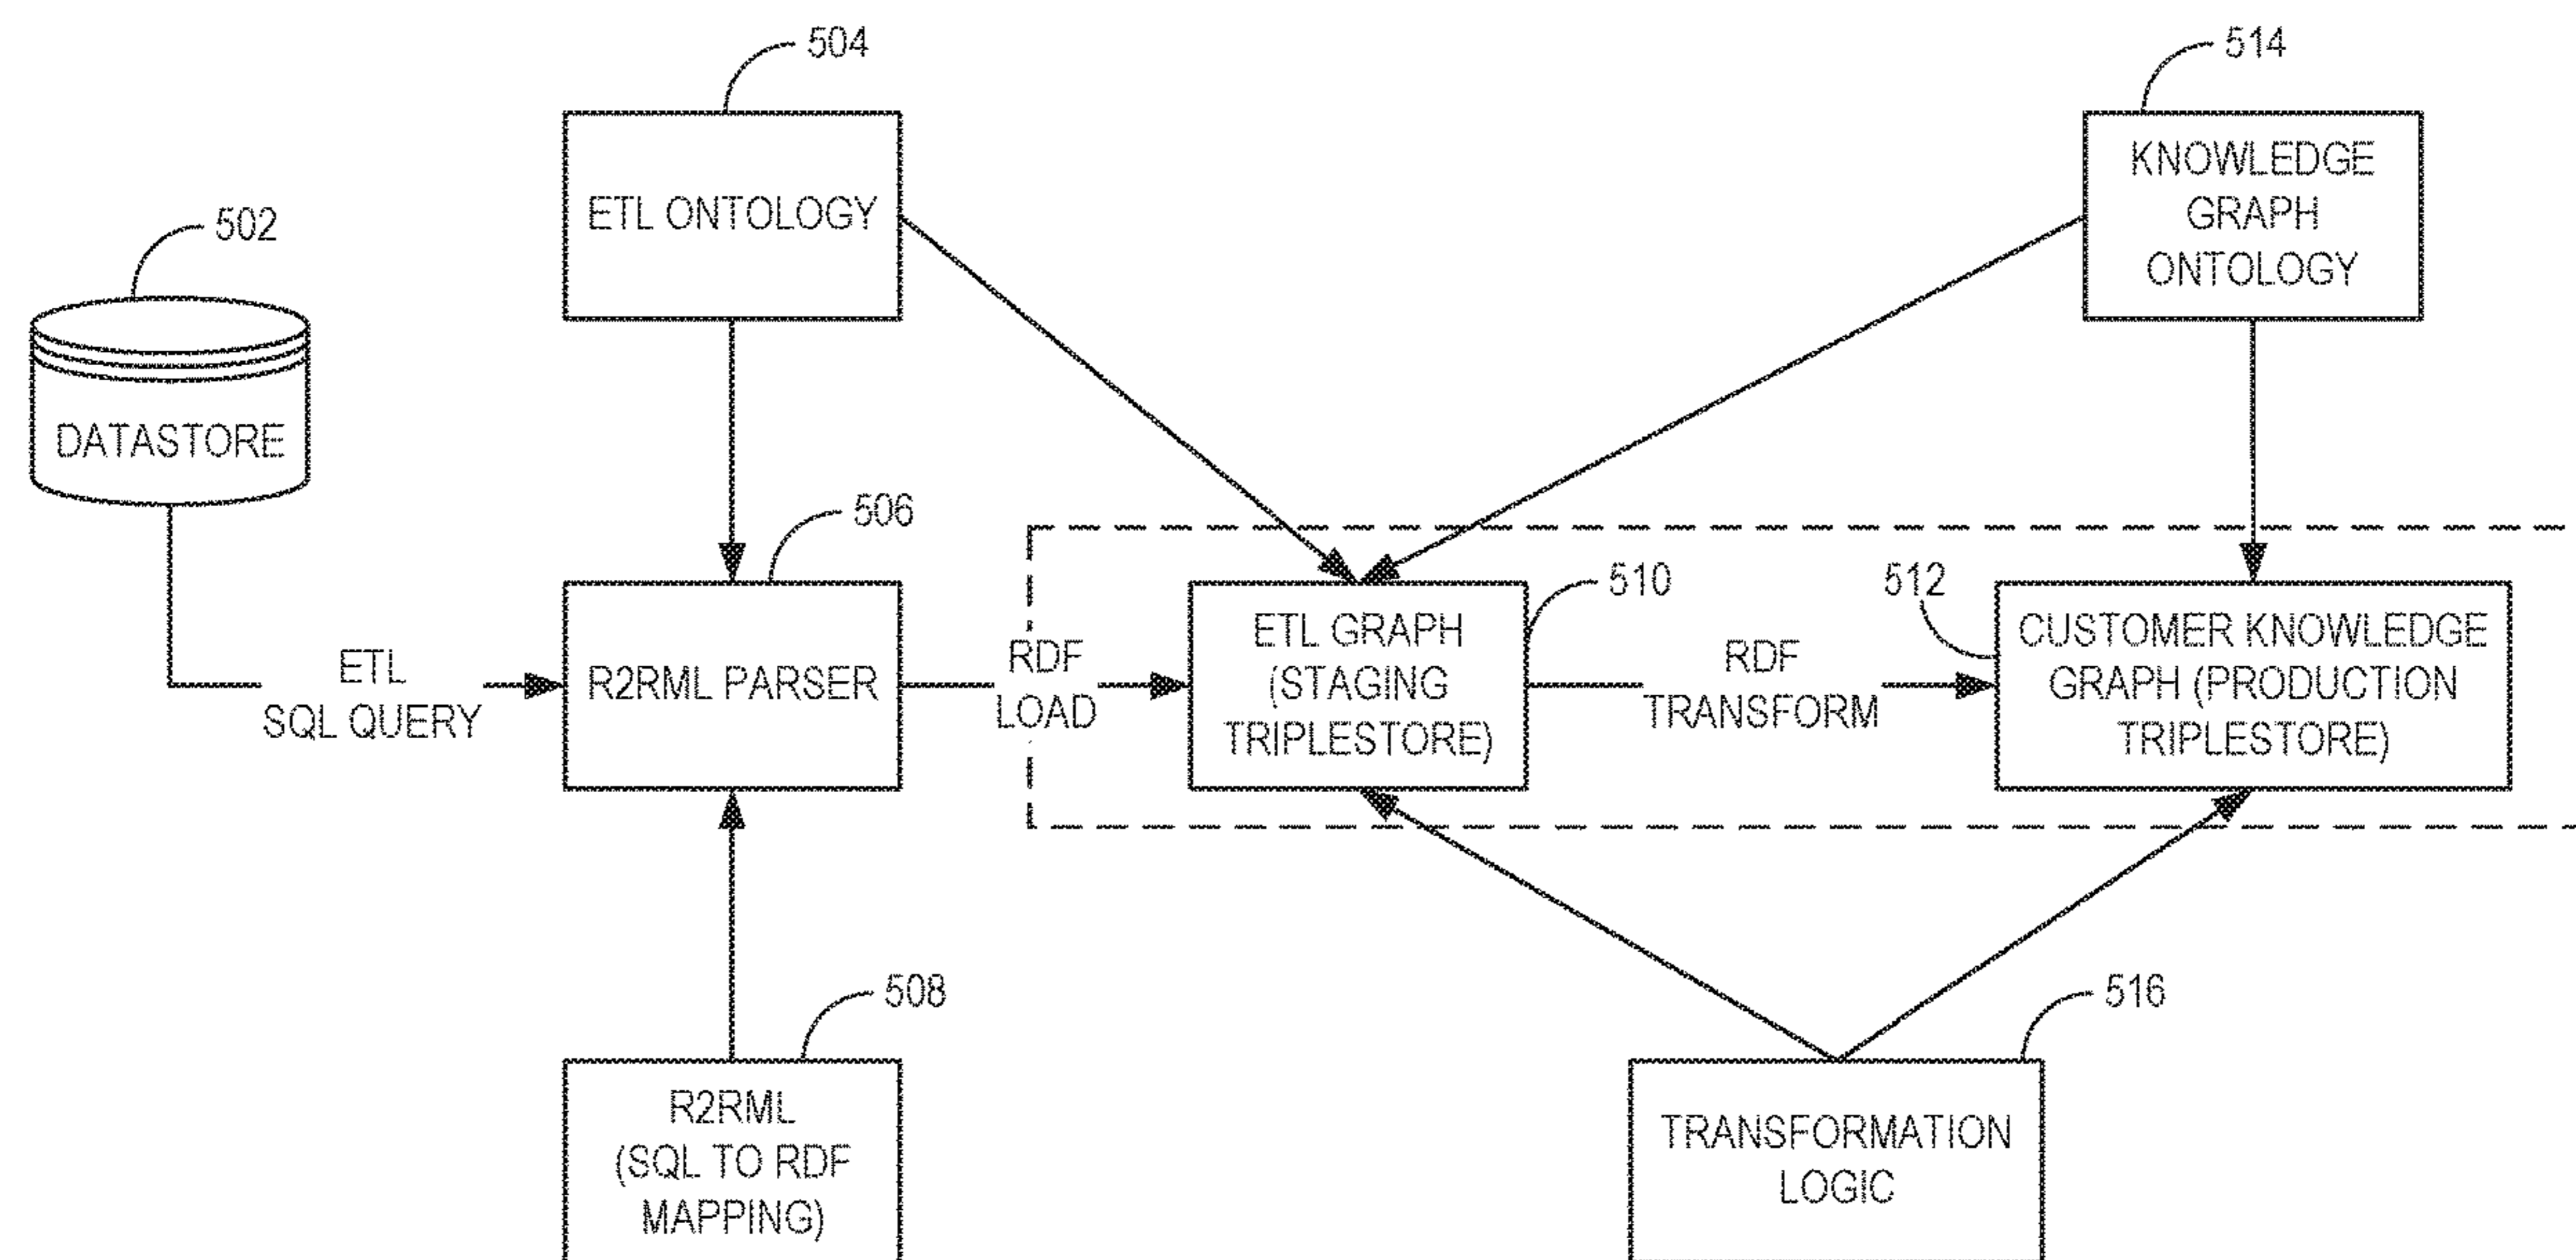 504
514
502
ETL ONTOLOGY
KNOWLEDGE
GRAPH
ONTOLOGY
DATASTORE
506
510
512
ETL
SQL QUERY
R2RML PARSER
RDF
LOAD
ETL GRAPH
(STAGING
TRIPLESTORE)
RDF
TRANSFORM
CUSTOMER KNOWLEDGE
GRAPH (PRODUCTION
TRIPLESTORE)
508
516
R2RML
(SQL TO RDF
MAPPING)
TRANSFORMATION
LOGIC